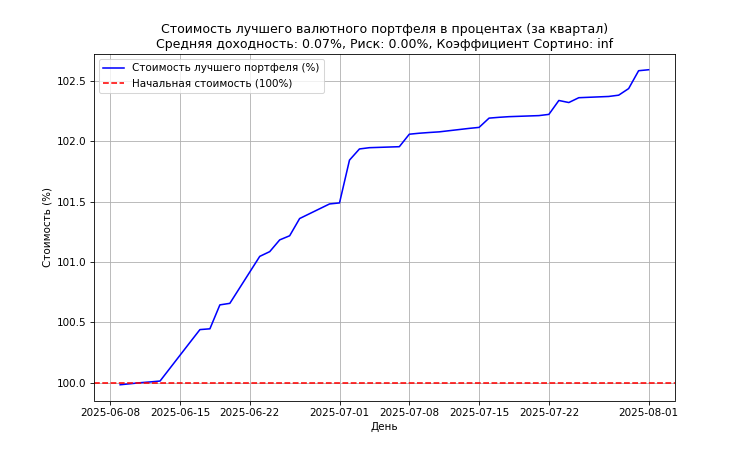 Стоимость лучшего валютного портфеля в процентах (за квартал)
Средняя доходность: 0.07%, Риск: 0.00%, Коэффициент Сортино: inf
Стоимость лучшего портфеля (%)
Начальная стоимость (100%)
Стоимость (%)
102.5
102.0
101.5
101.0
100.5
100.0
2025-06-08 2025-06-15 2025-06-22 2025-07-01 2025-07-08 2025-07-15 2025-07-22 2025-08-01
День